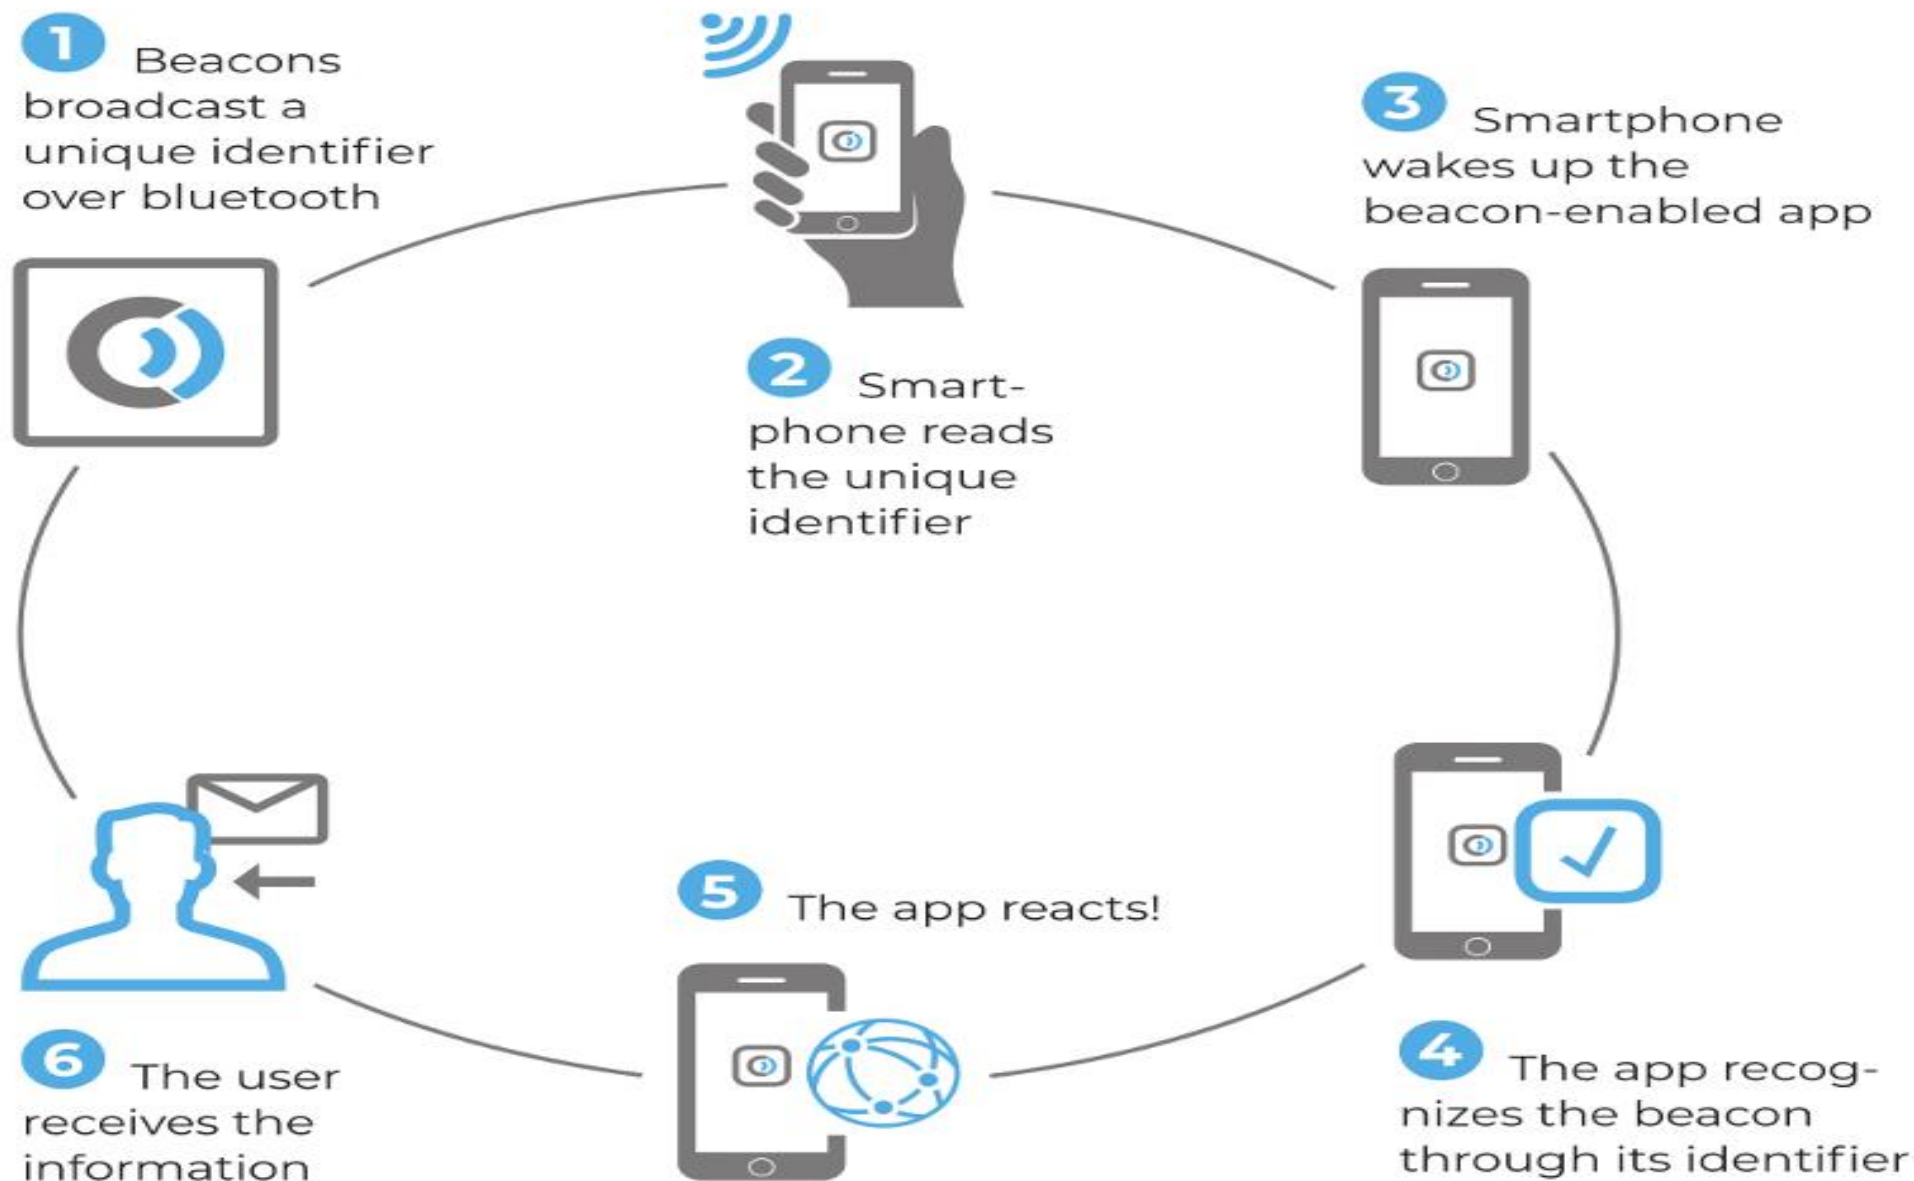 1 Beacons
broadcast a
unique identifier
over bluetooth
2 Smart-
phone reads
the unique
identifier
3 Smartphone
wakes up the
beacon-enabled app
4 The app recog-
nizes the beacon
through its identifier
5 The app reacts!
6 The user
receives the
information